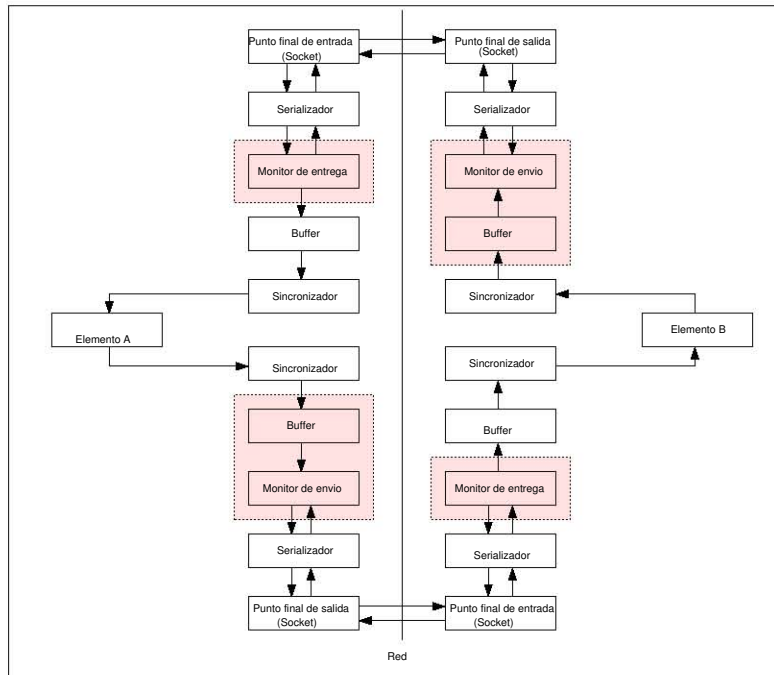 Punto final de entrada
(Socket)
Punto final de salida
(Socket)
Serializador
Serializador
Monitor de entrega
Monitor de envio
Buffer
Buffer
Sincronizador
Sincronizador
Elemento A
Elemento B
Sincronizador
Sincronizador
Buffer
Buffer
Monitor de envio
Monitor de entrega
Serializador
Serializador
Punto final de salida
(Socket)
Punto final de entrada
(Socket)
Red